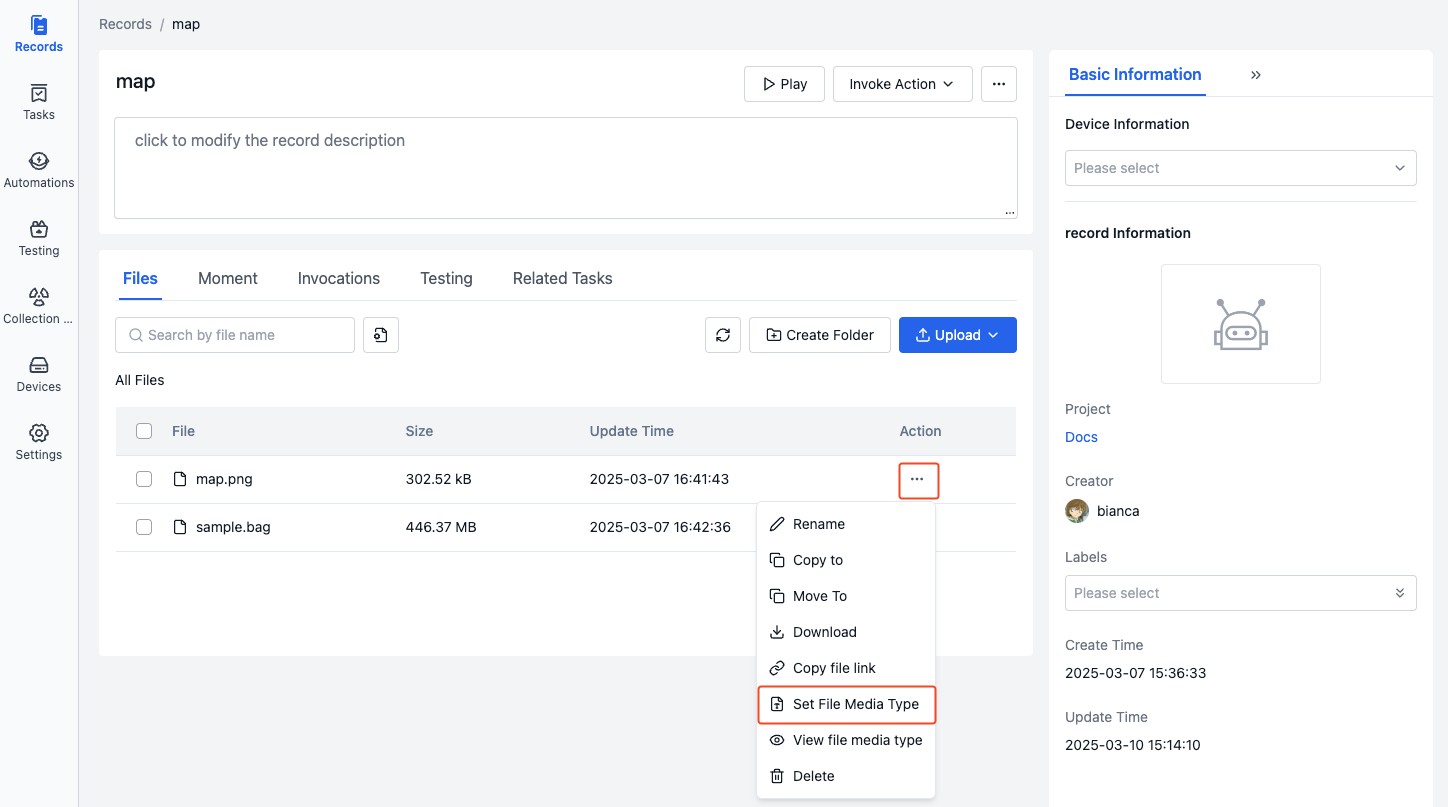 Records
Tasks
Automations
Testing
Collection ...
Devices
Settings
Records / map
map
Play
Invoke Action
...
click to modify the record description
...
Files Moment Invocations Testing Related Tasks
Search by file name
Create Folder
Upload
All Files
File Size Update Time Action
map.png 302.52 kB 2025-03-07 16:41:43 ...
sample.bag 446.37 MB 2025-03-07 16:42:36
Rename
Copy to
Move To
Download
Copy file link
Set File Media Type
View file media type
Delete
Basic Information
Device Information
Please select
record Information
Project
Docs
Creator
bianca
Labels
Please select
Create Time
2025-03-07 15:36:33
Update Time
2025-03-10 15:14:10